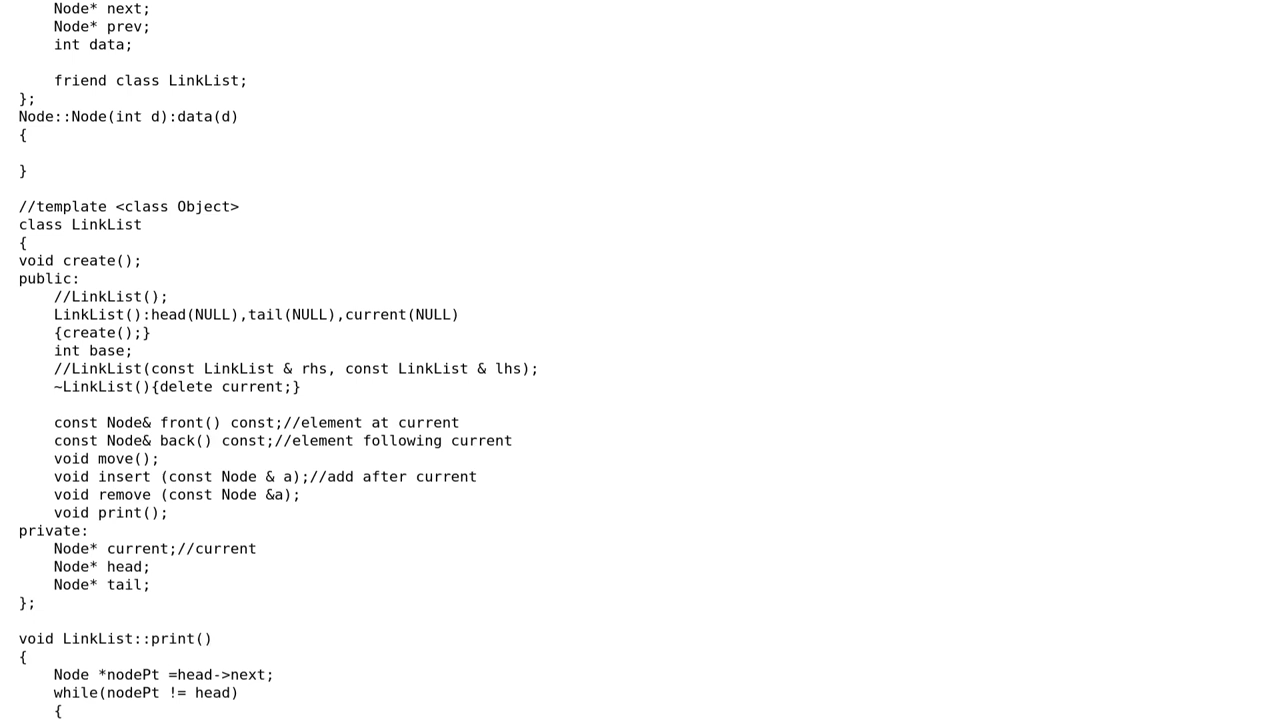 Node* next;
    Node* prev;
    int data;

    friend class LinkList;
};
Node::Node(int d):data(d)
{

}

//template <class Object>
class LinkList
{
void create();
public:
    //LinkList();
    LinkList():head(NULL),tail(NULL),current(NULL)
    {create();}
    int base;
    //LinkList(const LinkList & rhs, const LinkList & lhs);
    ~LinkList(){delete current;}

    const Node& front() const;//element at current
    const Node& back() const;//element following current
    void move();
    void insert (const Node & a);//add after current
    void remove (const Node &a);
    void print();
private:
    Node* current;//current
    Node* head;
    Node* tail;
};

void LinkList::print()
{
    Node *nodePt =head->next;
    while(nodePt != head)
    {